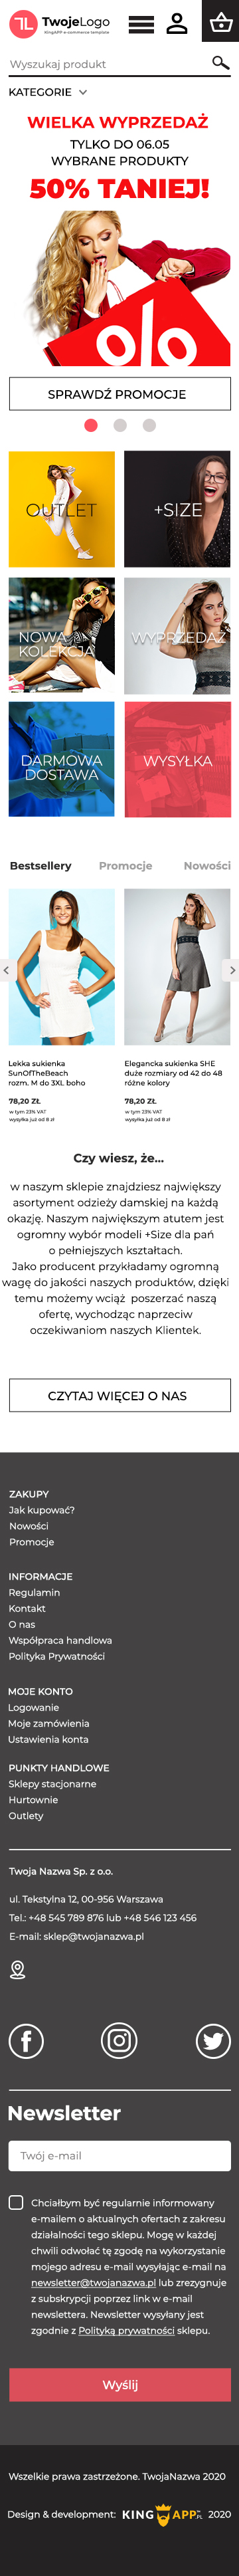 TL TwojeLogo
KingAPP e-commerce template
Wyszukaj produkt
KATEGORIE
WIELKA WYPRZEDAŻ
TYLKO DO 06.05
WYBRANE PRODUKTY
50% TANIEJ!
%
SPRAWDŹ PROMOCJE
OUTLET
+SIZE
NOWA
KOLEKCJA
WYPRZEDAŻ
DARMOWA
DOSTAWA
WYSYŁKA
Bestsellery Promocje Nowości
Lekka sukienka
SunOfTheBeach
rozm. M do 3XL boho
78,20 ZŁ
w tym 23% VAT
wysyłka już od 8 zł
Elegancka sukienka SHE
duże rozmiary od 42 do 48
różne kolory
78,20 ZŁ
w tym 23% VAT
wysyłka już od 8 zł
Czy wiesz, że...
w naszym sklepie znajdziesz największy
asortyment odzieży damskiej na każdą
okazję. Naszym największym atutem jest
ogromny wybór modeli +Size dla pań
o pełniejszych kształtach.
Jako producent przykładamy ogromną
wagę do jakości naszych produktów, dzięki
temu możemy wciąż poszerzać naszą
ofertę, wychodząc naprzeciw
oczekiwaniom naszych Klientek.
CZYTAJ WIĘCEJ O NAS
ZAKUPY
Jak kupować?
Nowości
Promocje
INFORMACJE
Regulamin
Kontakt
O nas
Współpraca handlowa
Polityka Prywatności
MOJE KONTO
Logowanie
Moje zamówienia
Ustawienia konta
PUNKTY HANDLOWE
Sklepy stacjonarne
Hurtownie
Outlety
Twoja Nazwa Sp. z o.o.
ul. Tekstylna 12, 00-956 Warszawa
Tel.: +48 545 789 876 lub +48 546 123 456
E-mail: sklep@twojanazwa.pl
Newsletter
Twój e-mail
Chciałbym być regularnie informowany
e-mailem o aktualnych ofertach z zakresu
działalności tego sklepu. Mogę w każdej
chwili odwołać tę zgodę na wykorzystanie
mojego adresu e-mail wysyłając e-mail na
newsletter@twojanazwa.pl lub zrezygnuje
z subskrypcji poprzez link w e-mail
newslettera. Newsletter wysyłany jest
zgodnie z Polityką prywatności sklepu.
Wyślij
Wszelkie prawa zastrzeżone. TwojaNazwa 2020
Design & development: KING APP.PL 2020